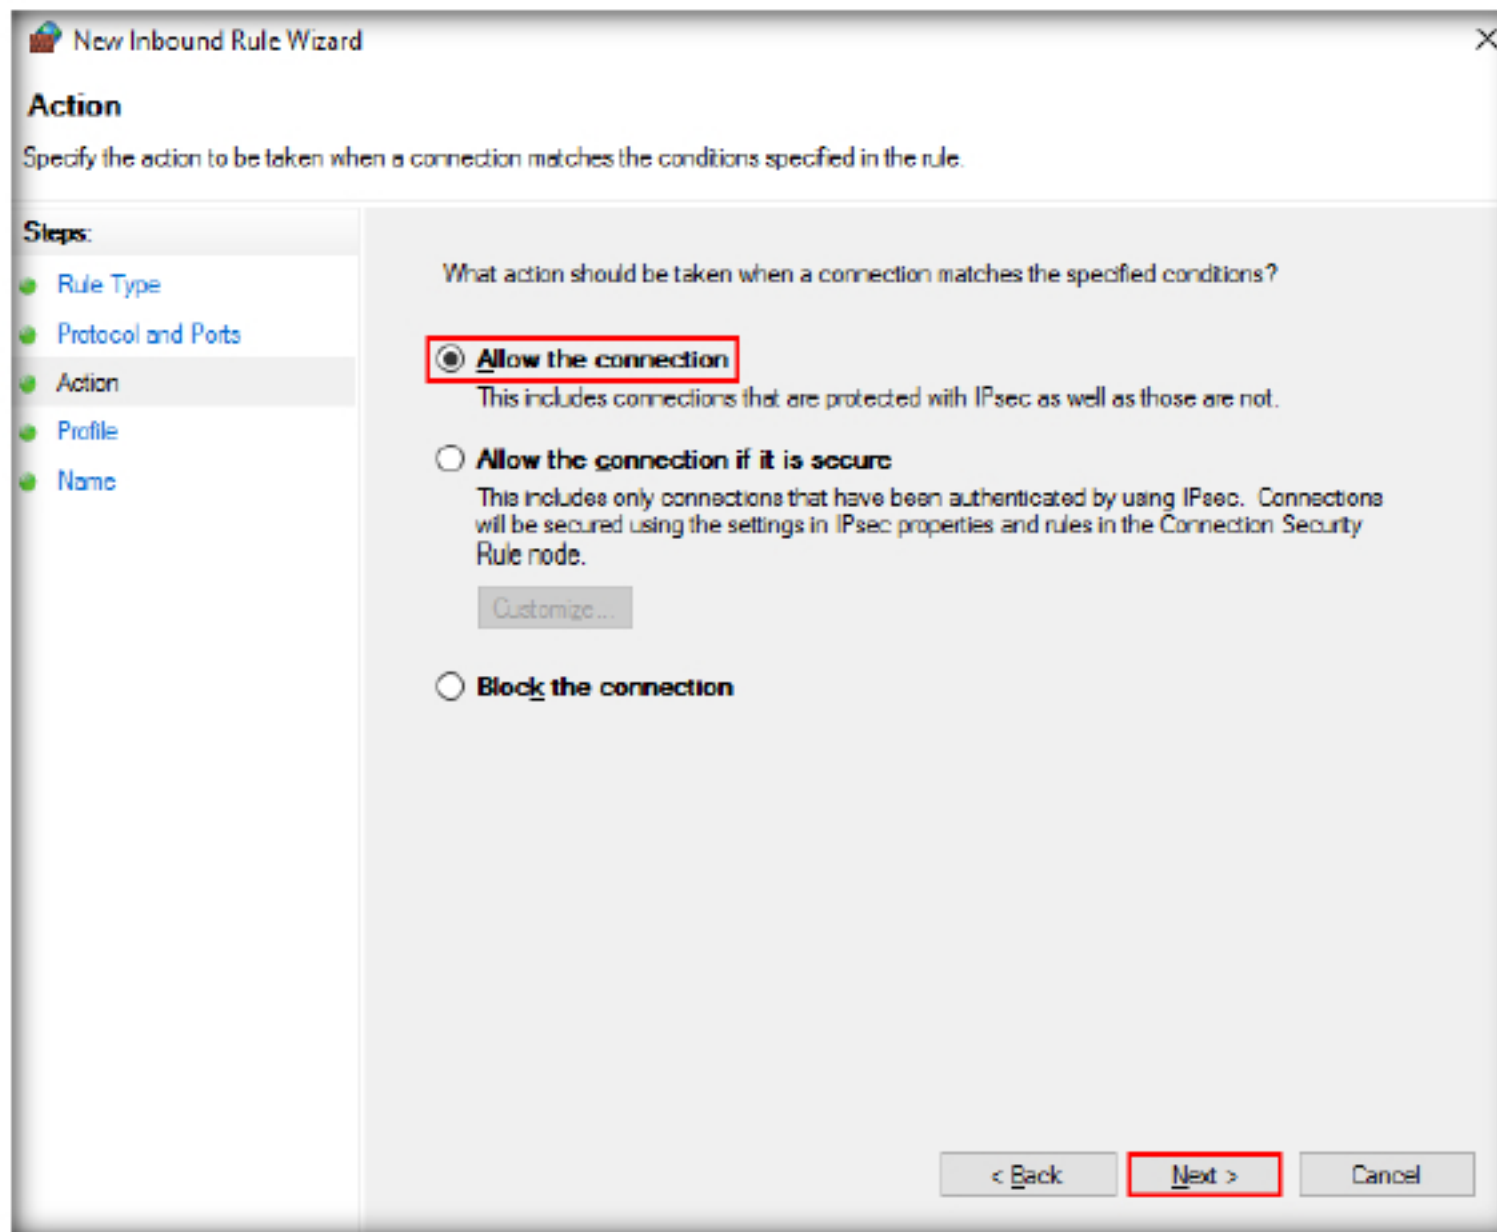 New Inbound Rule Wizard
Action
Specify the action to be taken when a connection matches the conditions specified in the rule.
Steps:
Rule Type
Protocol and Ports
Action
Profile
Name
What action should be taken when a connection matches the specified conditions?
Allow the connection
This includes connections that are protected with IPsec as well as those are not.
Allow the connection if it is secure
This includes only connections that have been authenticated by using IPsec. Connections
will be secured using the settings in IPsec properties and rules in the Connection Security
Rule node.
Customize...
Block the connection
< Back
Next >
Cancel